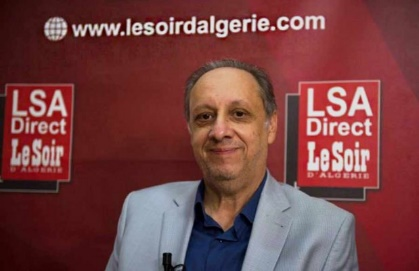 www.lesoirdalgerie.com
LSA
Direct
Le Soir
D'ALGERIE
LSA
Direct
Le Soir
D'ALGERIE